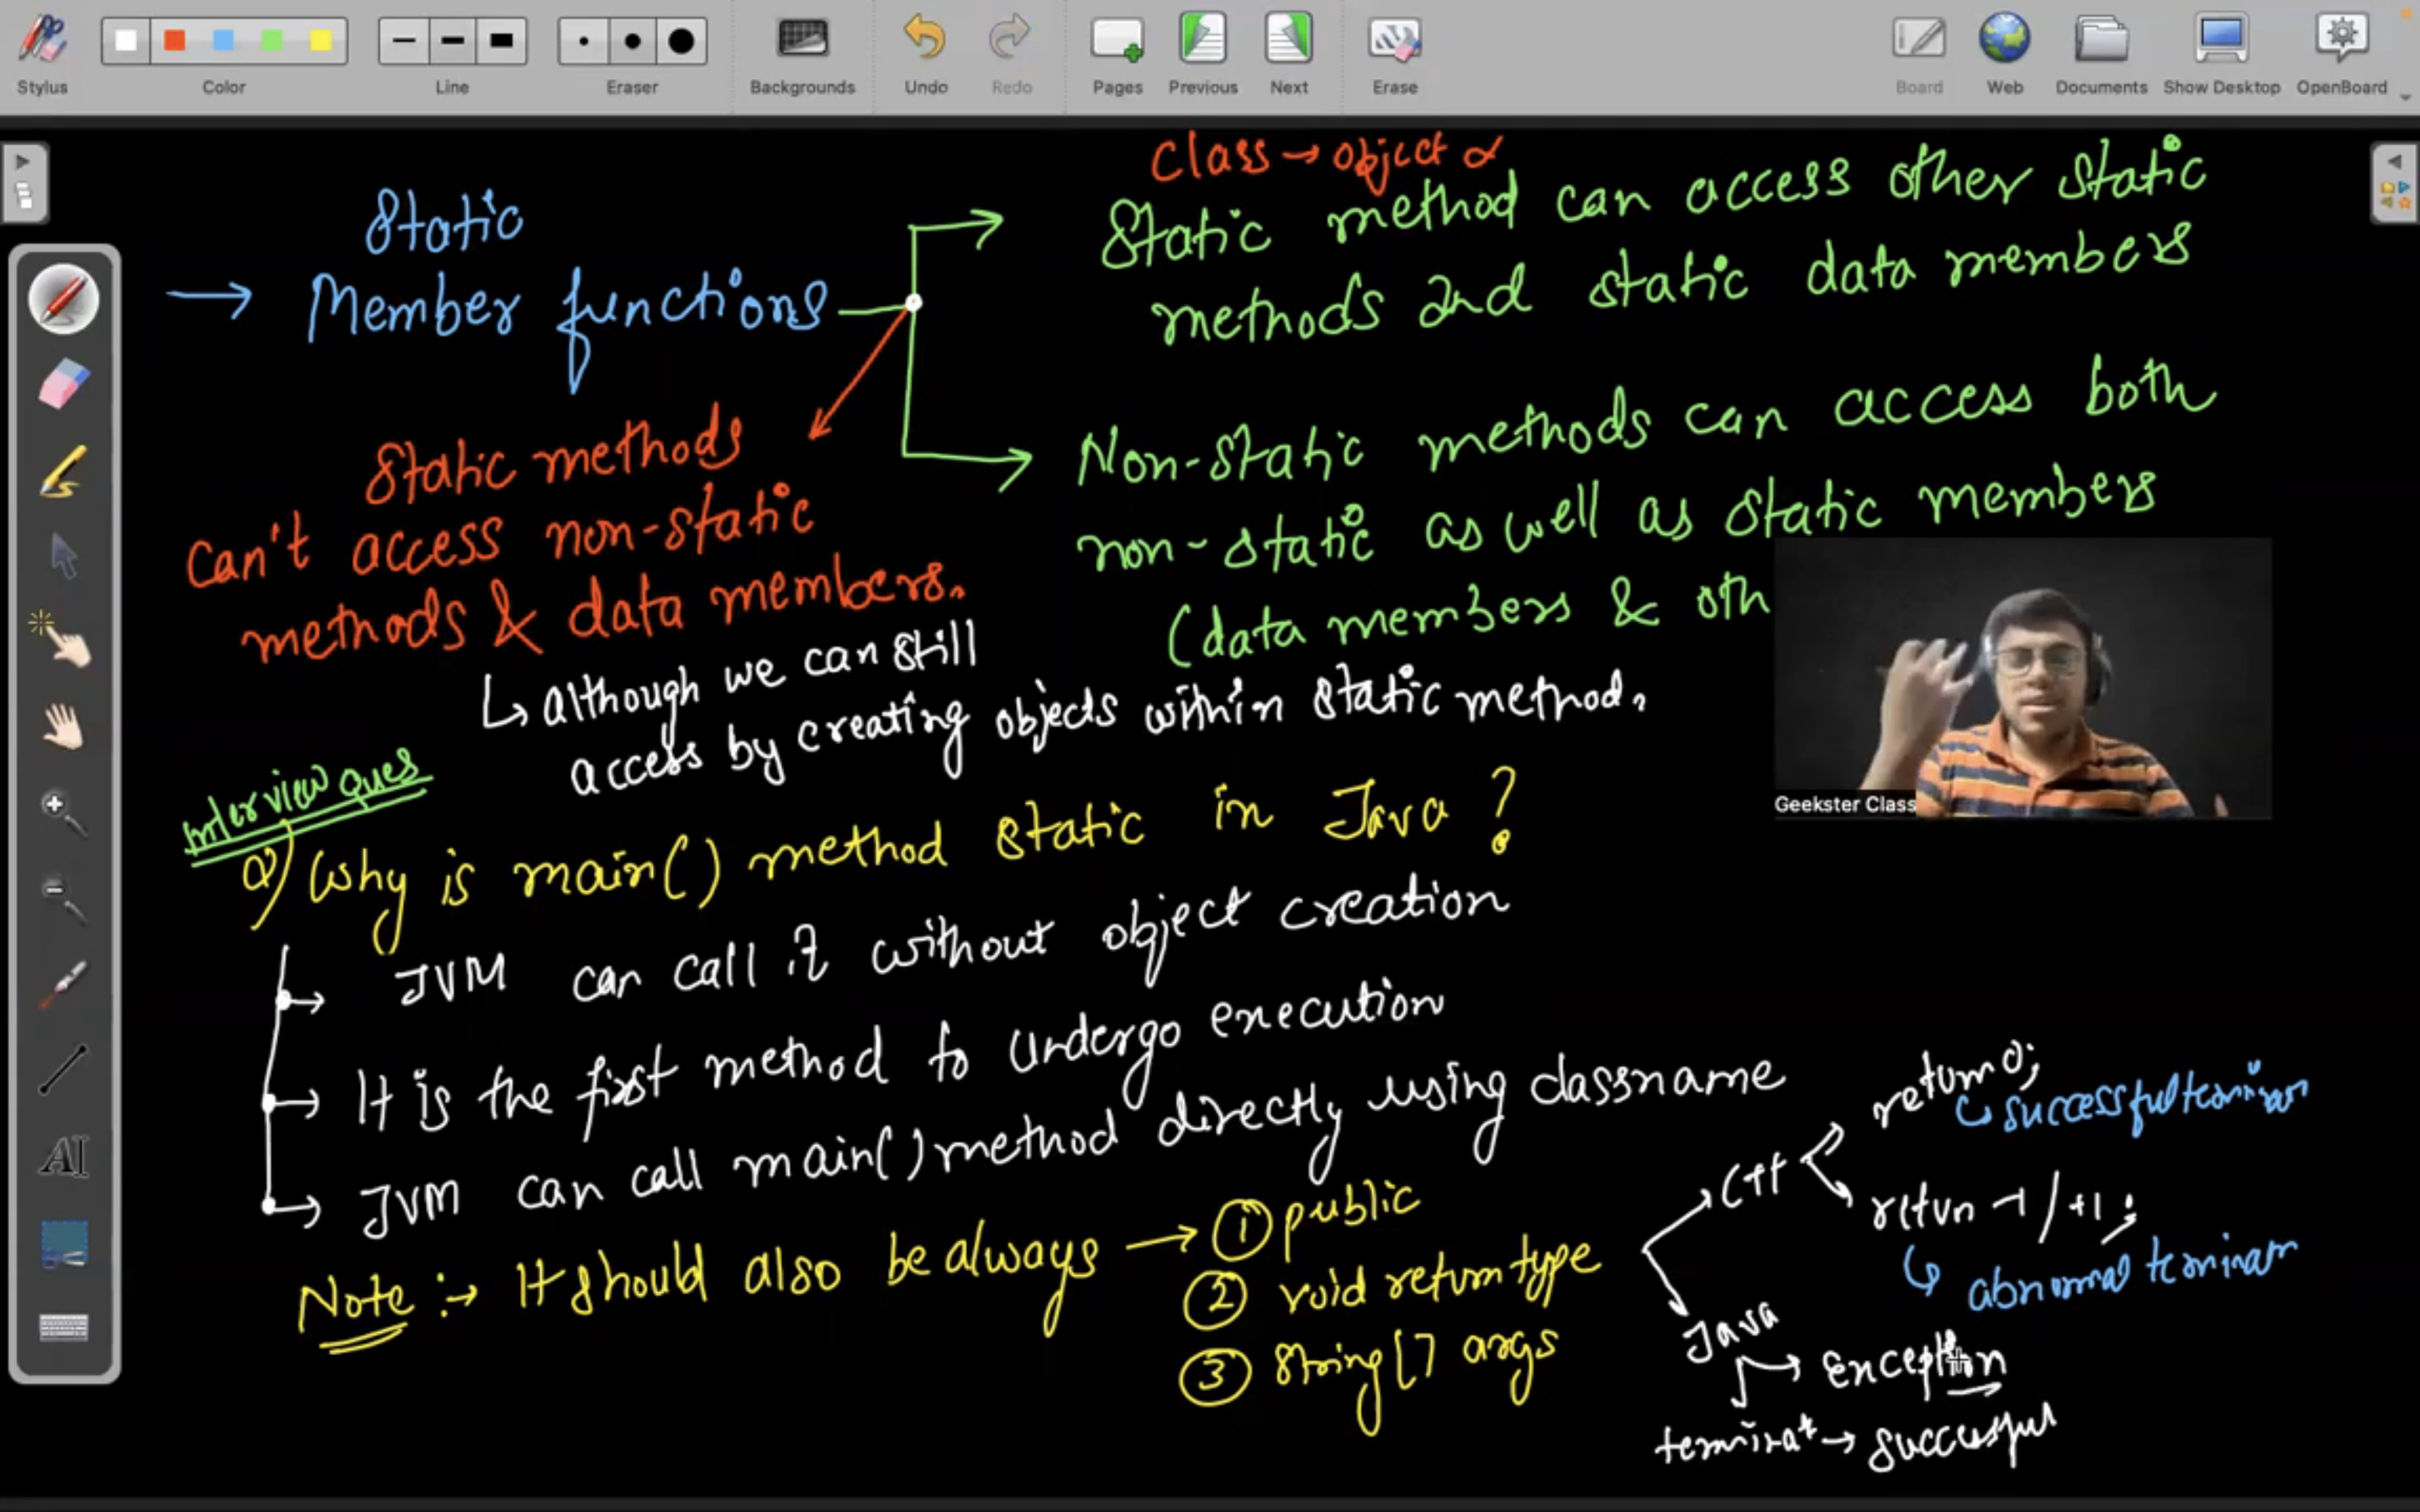 Stylus
Color
Line
Eraser
Backgrounds
Undo
Redo
Pages
Previous
Next
Erase
Board
Web
Documents
Show Desktop
OpenBoard
Class → object
Static
→ Member functions
Static method can access other static
methods and static data members
Non-Static methods can access both
non-static as well as static members
(data members & oth
Static methods
can't access non-static
methods & data members.
↳ although we can still
access by creating objects within static method.
Geekster Class
Interview ques
Q) Why is main() method static in Java ?
→ JVM can call it without object creation
→ It is the first method to undergo execution
→ JVM can call main() method directly using classname
Note :→ It should also be always → ① public
② void return type
③ String[] args
C++
return 0;
↳ successful
retun -1/+1;
↳ abnormal
Java
→ Exception
terminat → successful
AI